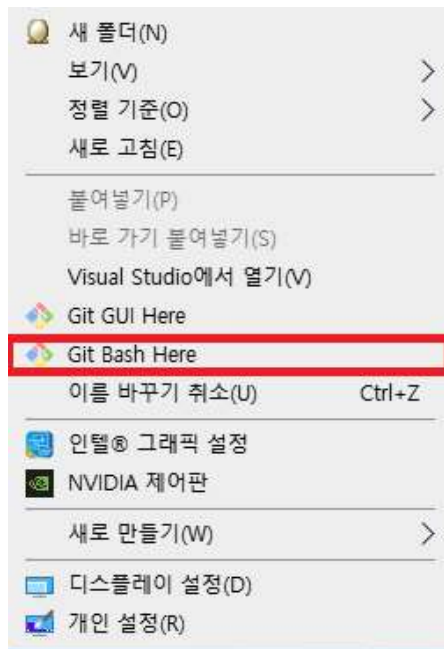 새 폴더(N)
보기(V)
정렬 기준(O)
새로 고침(E)
붙여넣기(P)
바로 가기 붙여넣기(S)
Visual Studio에서 열기(V)
Git GUI Here
Git Bash Here
이름 바꾸기 취소(U) Ctrl+Z
인텔® 그래픽 설정
NVIDIA 제어판
새로 만들기(W)
디스플레이 설정(D)
개인 설정(R)